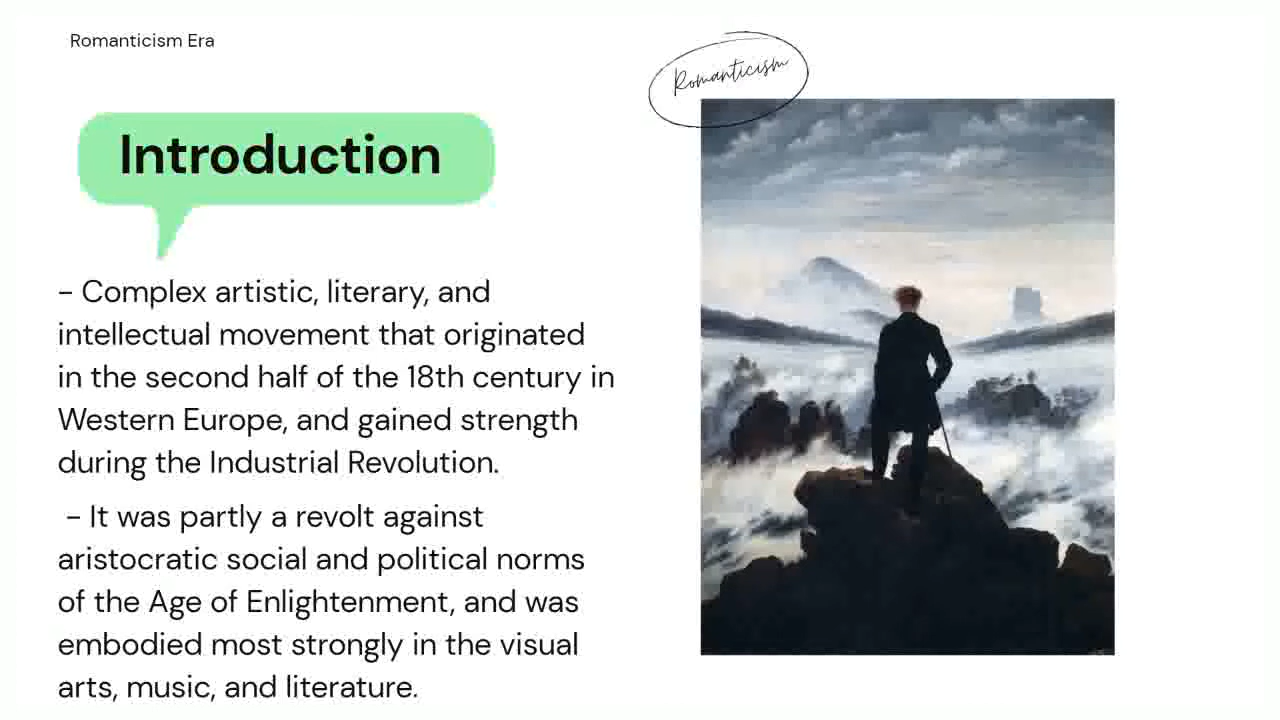 Romanticism Era
Romanticism
Introduction
- Complex artistic, literary, and
intellectual movement that originated
in the second half of the 18th century in
Western Europe, and gained strength
during the Industrial Revolution.
- It was partly a revolt against
aristocratic social and political norms
of the Age of Enlightenment, and was
embodied most strongly in the visual
arts, music, and literature.